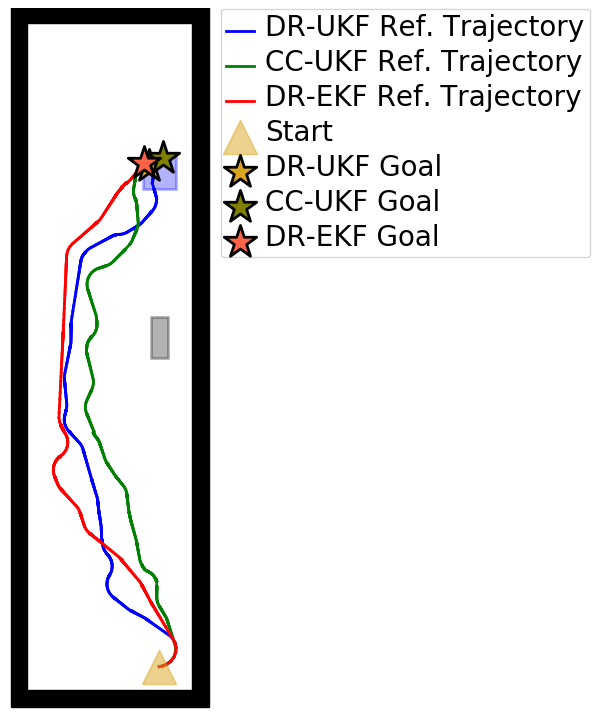 DR-UKF Ref. Trajectory
CC-UKF Ref. Trajectory
DR-EKF Ref. Trajectory
Start
DR-UKF Goal
CC-UKF Goal
DR-EKF Goal